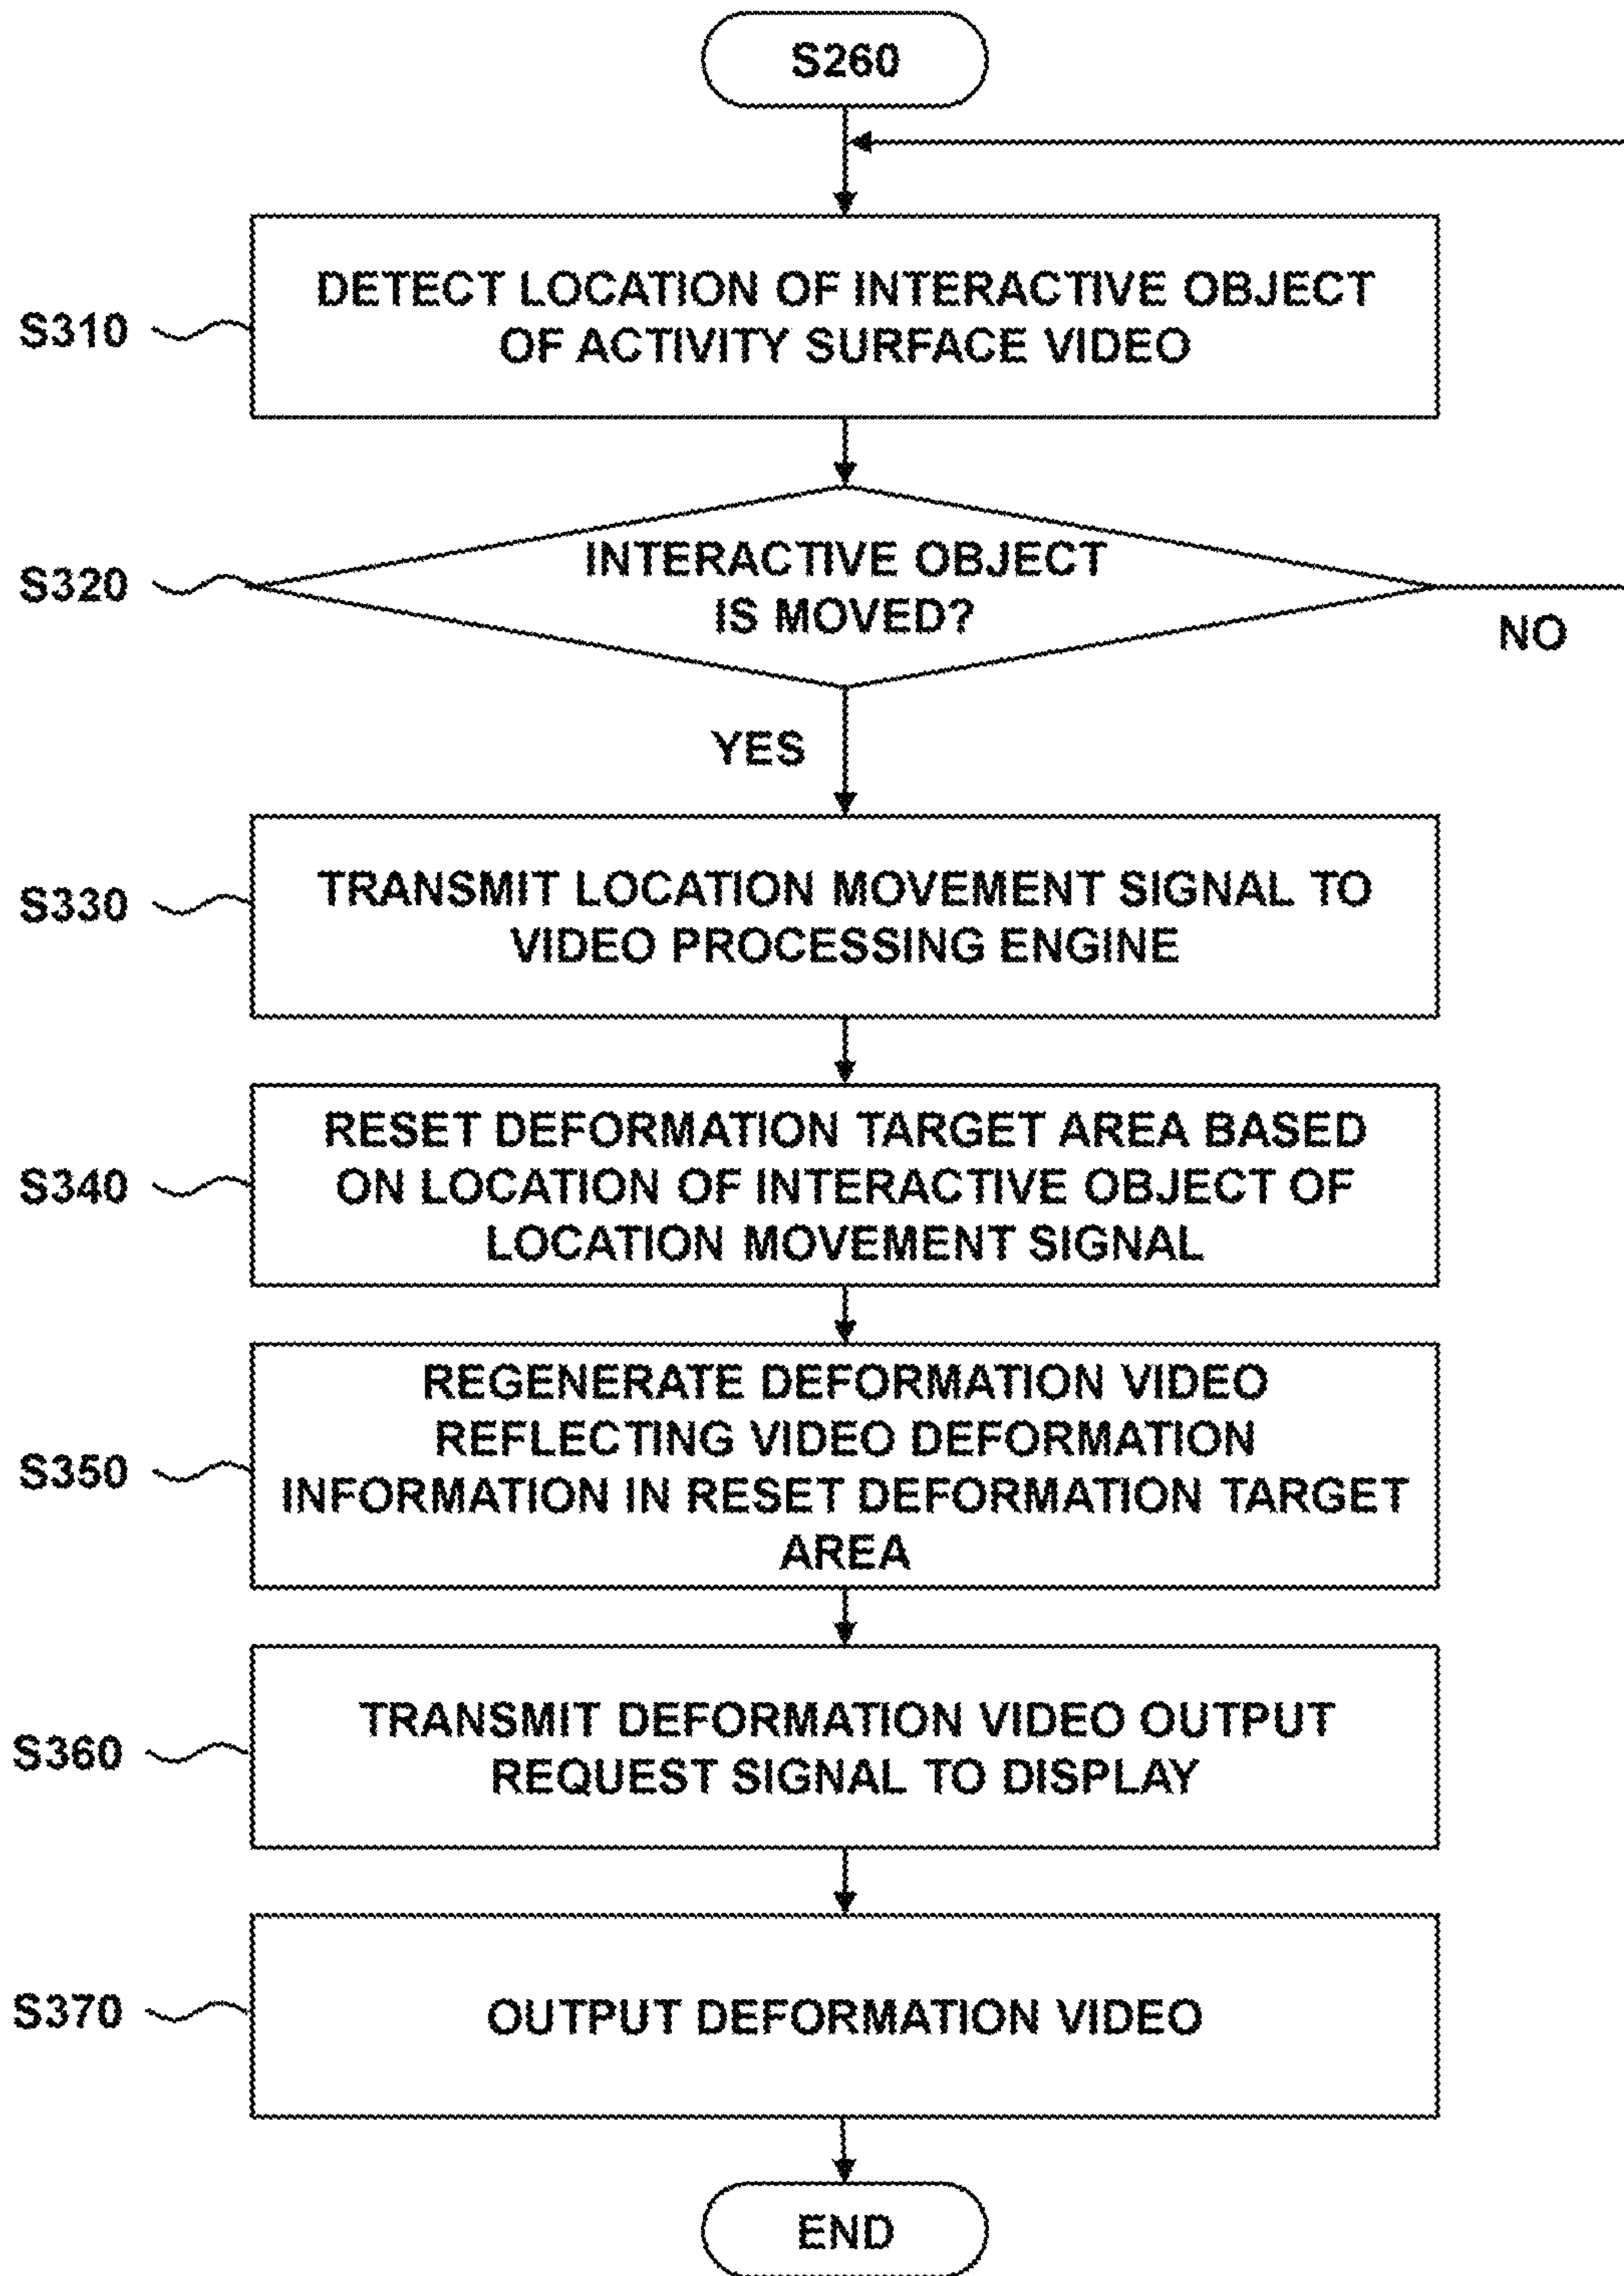 S260
S310
DETECT LOCATION OF INTERACTIVE OBJECT
OF ACTIVITY SURFACE VIDEO
S320
INTERACTIVE OBJECT
IS MOVED?
NO
YES
S330
TRANSMIT LOCATION MOVEMENT SIGNAL TO
VIDEO PROCESSING ENGINE
S340
RESET DEFORMATION TARGET AREA BASED
ON LOCATION OF INTERACTIVE OBJECT OF
LOCATION MOVEMENT SIGNAL
S350
REGENERATE DEFORMATION VIDEO
REFLECTING VIDEO DEFORMATION
INFORMATION IN RESET DEFORMATION TARGET
AREA
S360
TRANSMIT DEFORMATION VIDEO OUTPUT
REQUEST SIGNAL TO DISPLAY
S370
OUTPUT DEFORMATION VIDEO
END